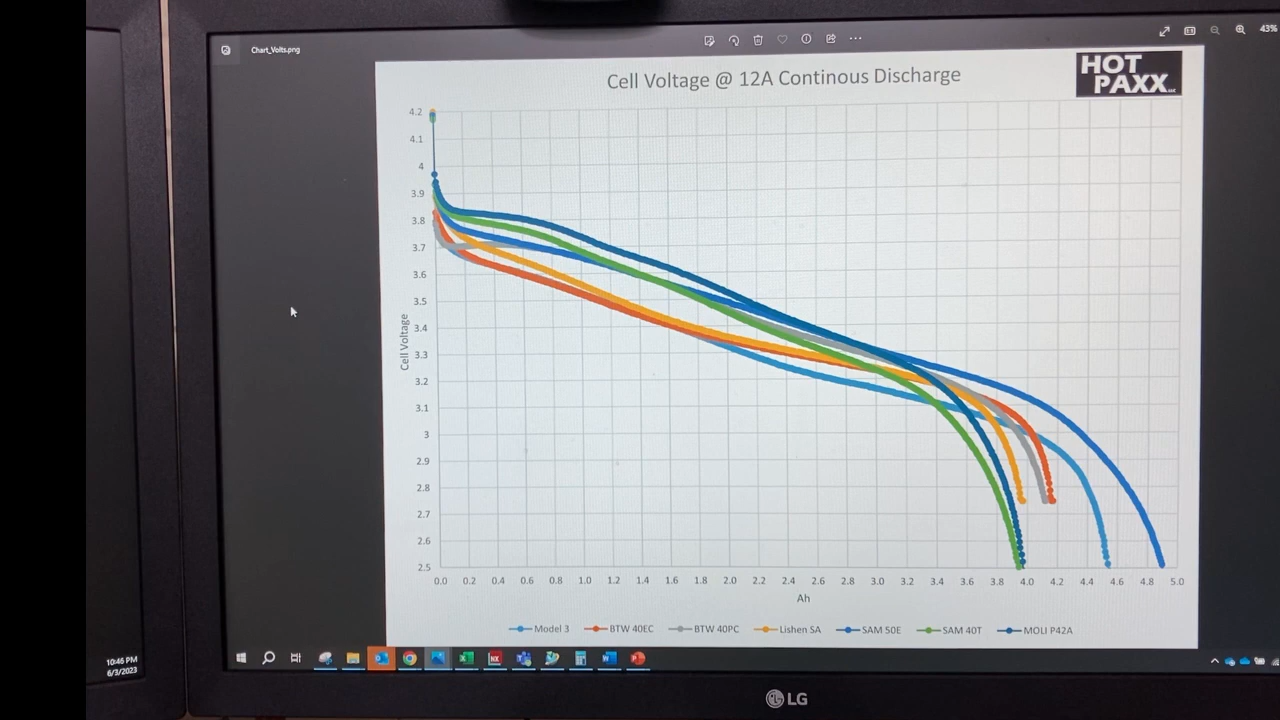 Chart_Volts.png
43%
Cell Voltage @ 12A Continous Discharge
HOT
PAXX LLC
4.2
4.1
4
3.9
3.8
3.7
3.6
3.5
3.4
3.3
3.2
3.1
3
2.9
2.8
2.7
2.6
2.5
Cell Voltage
0.0 0.2 0.4 0.6 0.8 1.0 1.2 1.4 1.6 1.8 2.0 2.2 2.4 2.6 2.8 3.0 3.2 3.4 3.6 3.8 4.0 4.2 4.4 4.6 4.8 5.0
Ah
Model 3 BTW 40EC BTW 40PC Lishen SA SAM 50E SAM 40T MOLI P42A
10:46 PM
6/3/2023
LG